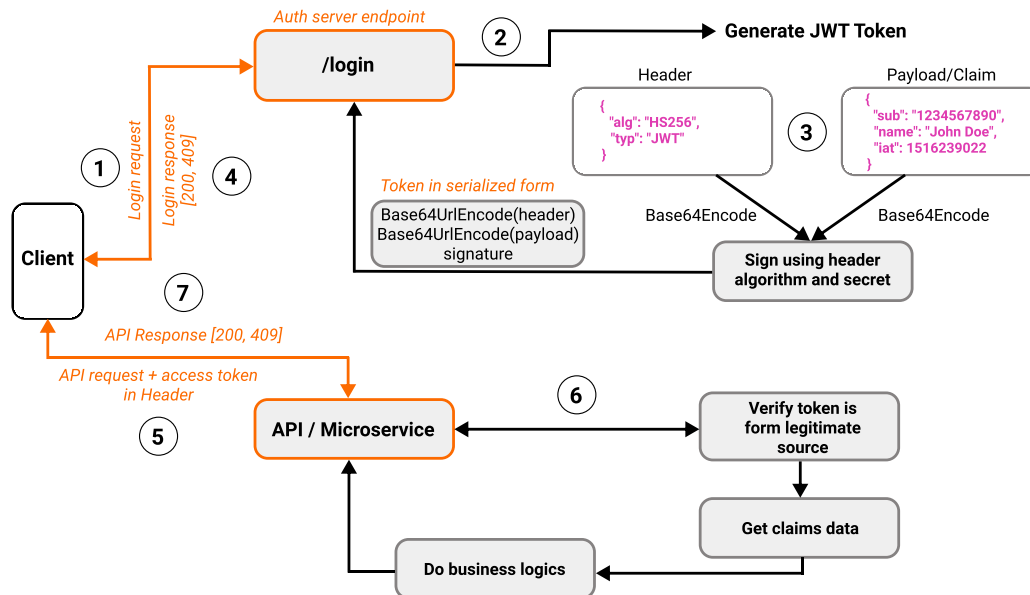 Auth server endpoint
/login
2
Generate JWT Token
Header
{
"alg": "HS256",
"typ": "JWT"
}
3
Payload/Claim
{
"sub": "1234567890",
"name": "John Doe",
"iat": 1516239022
}
1
Login request
Login response
[200, 409]
4
Token in serialized form
Base64UrlEncode(header)
Base64UrlEncode(payload)
signature
Base64Encode
Base64Encode
Sign using header
algorithm and secret
Client
7
API Response [200, 409]
API request + access token
in Header
5
API / Microservice
6
Verify token is
form legitimate
source
Get claims data
Do business logics